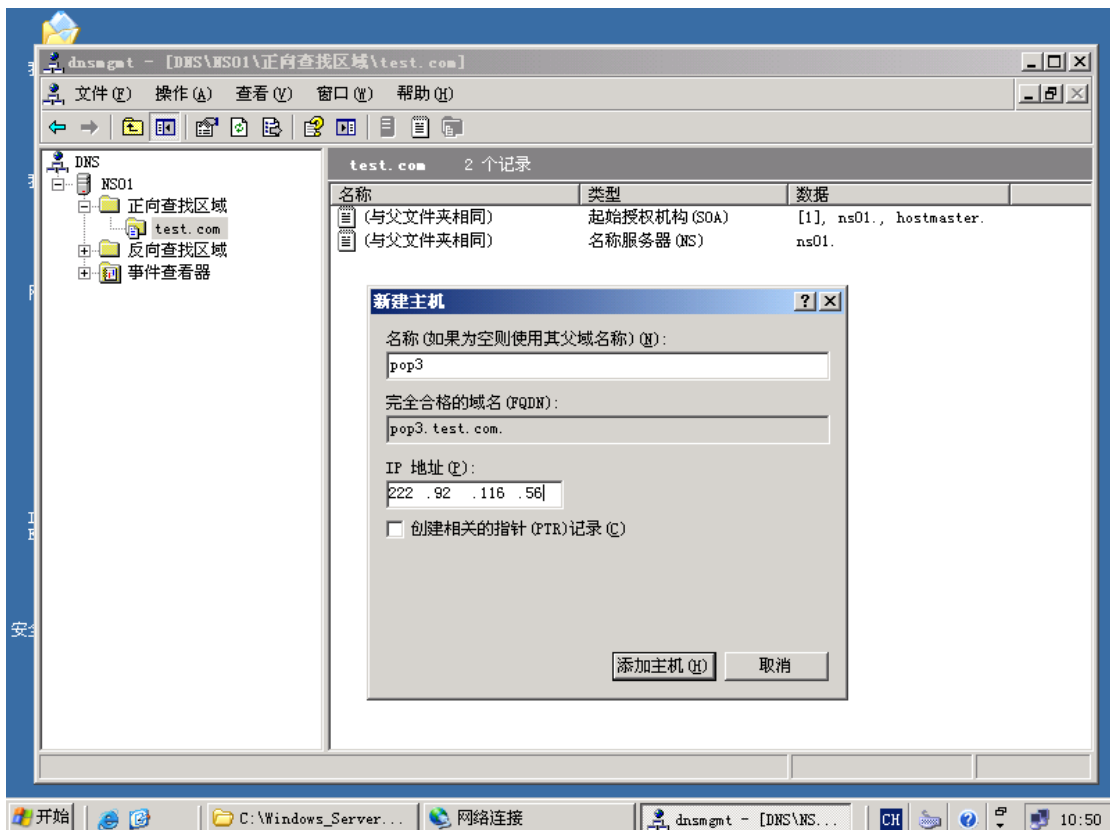 dnsmgmt - [DNS\NS01\正向查找区域\test.com]
文件(F) 操作(A) 查看(V) 窗口(W) 帮助(H)
DNS
NS01
正向查找区域
test.com
反向查找区域
事件查看器
test.com 2 个记录
名称 类型 数据
(与父文件夹相同) 起始授权机构(SOA) [1], ns01., hostmaster.
(与父文件夹相同) 名称服务器(NS) ns01.
新建主机
名称(如果为空则使用其父域名称)(N):
pop3
完全合格的域名(FQDN):
pop3.test.com.
IP 地址(P):
222 .92 .116 .56
创建相关的指针(PTR)记录(C)
添加主机(H) 取消
开始 C:\Windows_Server... 网络连接 dnsmgmt - [DNS\NS... CH 10:50